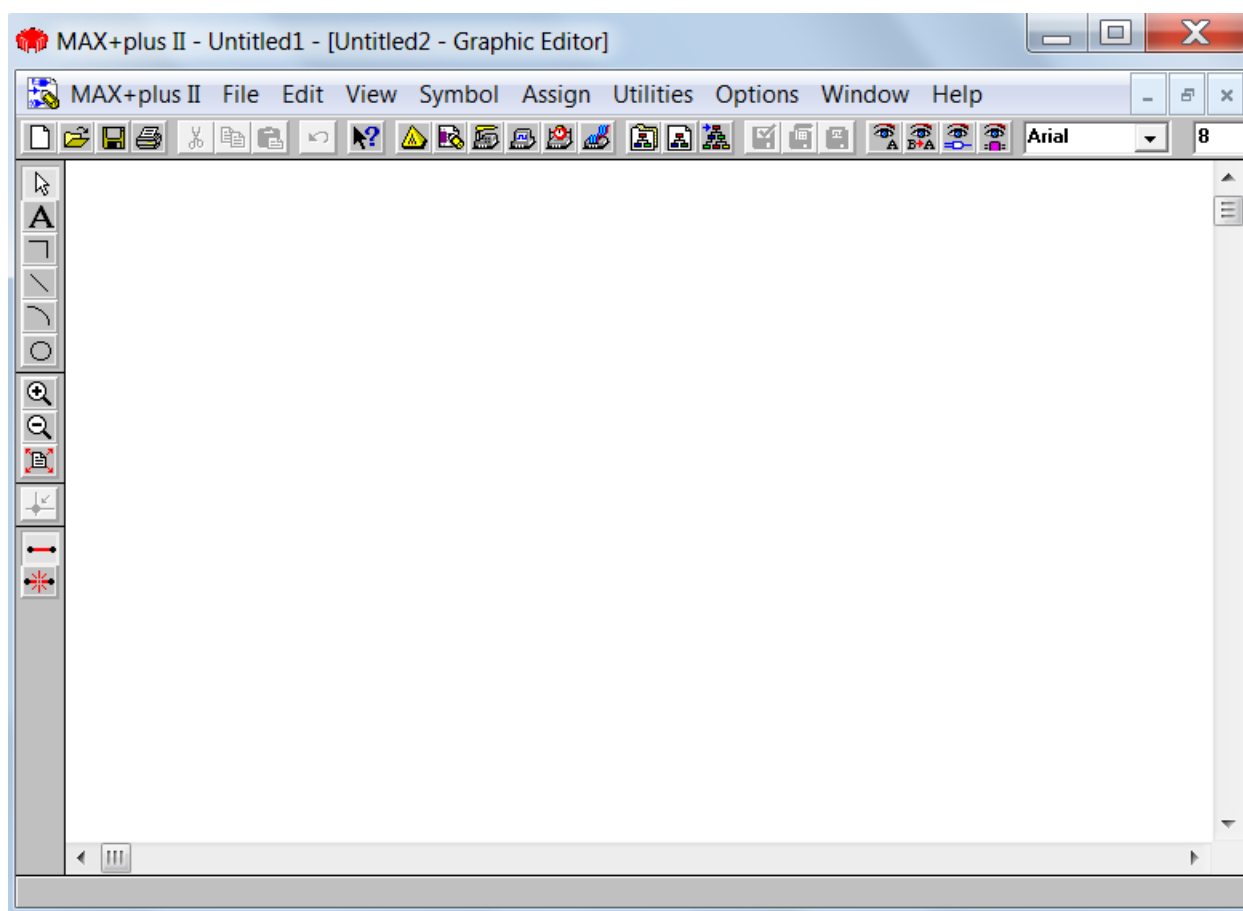 MAX+plus II - Untitled1 - [Untitled2 - Graphic Editor]
MAX+plus II File Edit View Symbol Assign Utilities Options Window Help
A B▸A Arial 8
A